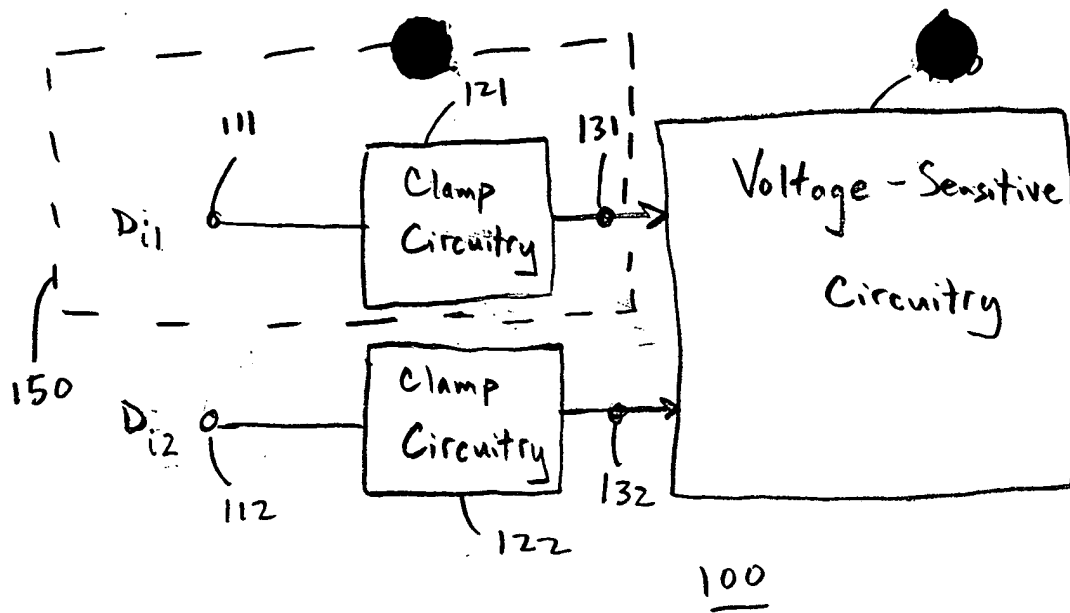 121
111
131
Clamp
Circuitry
Voltage - Sensitive
Circuitry
Di1
150
Clamp
Circuitry
Di2
112
132
122
100